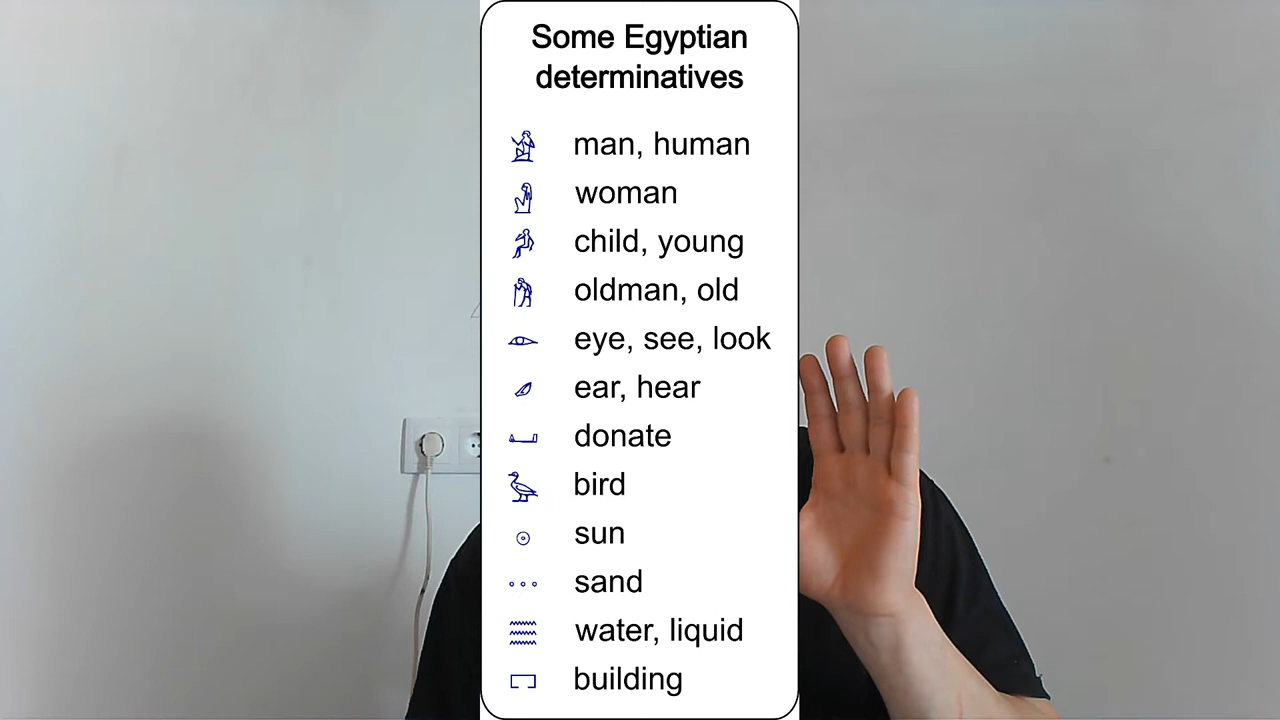 Some Egyptian
determinatives
man, human
woman
child, young
oldman, old
eye, see, look
ear, hear
donate
bird
sun
sand
water, liquid
building